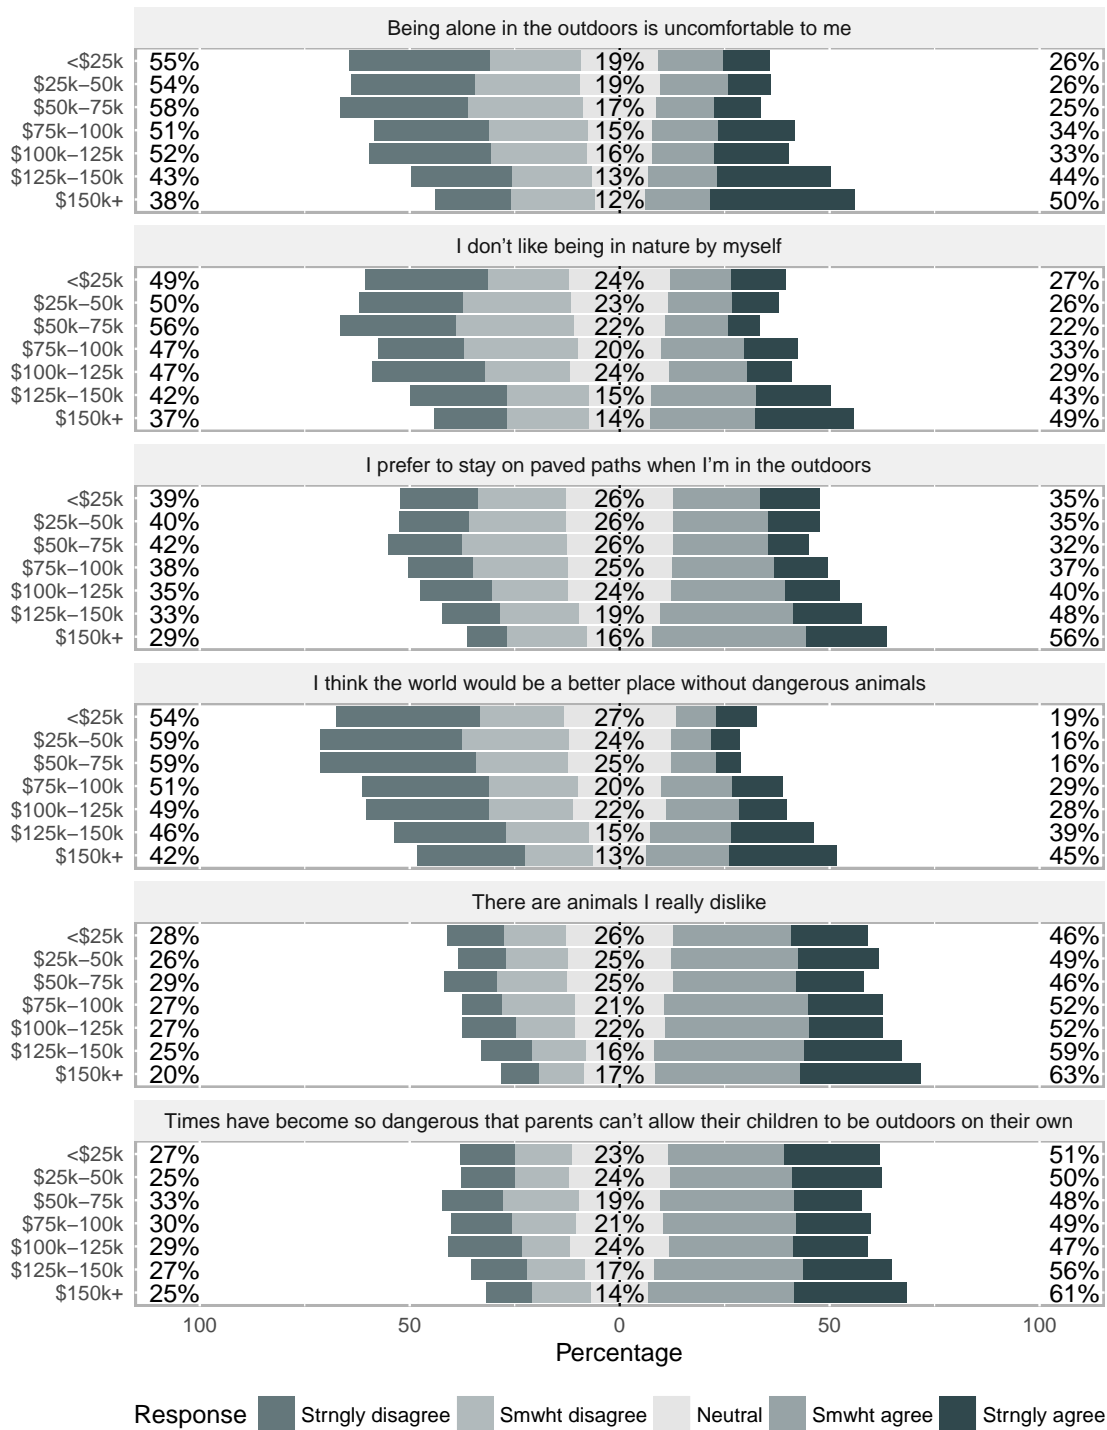 Being alone in the outdoors is uncomfortable to me
<$25k 55% 19% 26%
$25k−50k 54% 19% 26%
$50k−75k 58% 17% 25%
$75k−100k 51% 15% 34%
$100k−125k 52% 16% 33%
$125k−150k 43% 13% 44%
$150k+ 38% 12% 50%
I don't like being in nature by myself
<$25k 49% 24% 27%
$25k−50k 50% 23% 26%
$50k−75k 56% 22% 22%
$75k−100k 47% 20% 33%
$100k−125k 47% 24% 29%
$125k−150k 42% 15% 43%
$150k+ 37% 14% 49%
I prefer to stay on paved paths when I'm in the outdoors
<$25k 39% 26% 35%
$25k−50k 40% 26% 35%
$50k−75k 42% 26% 32%
$75k−100k 38% 25% 37%
$100k−125k 35% 24% 40%
$125k−150k 33% 19% 48%
$150k+ 29% 16% 56%
I think the world would be a better place without dangerous animals
<$25k 54% 27% 19%
$25k−50k 59% 24% 16%
$50k−75k 59% 25% 16%
$75k−100k 51% 20% 29%
$100k−125k 49% 22% 28%
$125k−150k 46% 15% 39%
$150k+ 42% 13% 45%
There are animals I really dislike
<$25k 28% 26% 46%
$25k−50k 26% 25% 49%
$50k−75k 29% 25% 46%
$75k−100k 27% 21% 52%
$100k−125k 27% 22% 52%
$125k−150k 25% 16% 59%
$150k+ 20% 17% 63%
Times have become so dangerous that parents can't allow their children to be outdoors on their own
<$25k 27% 23% 51%
$25k−50k 25% 24% 50%
$50k−75k 33% 19% 48%
$75k−100k 30% 21% 49%
$100k−125k 29% 24% 47%
$125k−150k 27% 17% 56%
$150k+ 25% 14% 61%
100 50 0 50 100
Percentage
Response Strngly disagree Smwht disagree Neutral Smwht agree Strngly agree